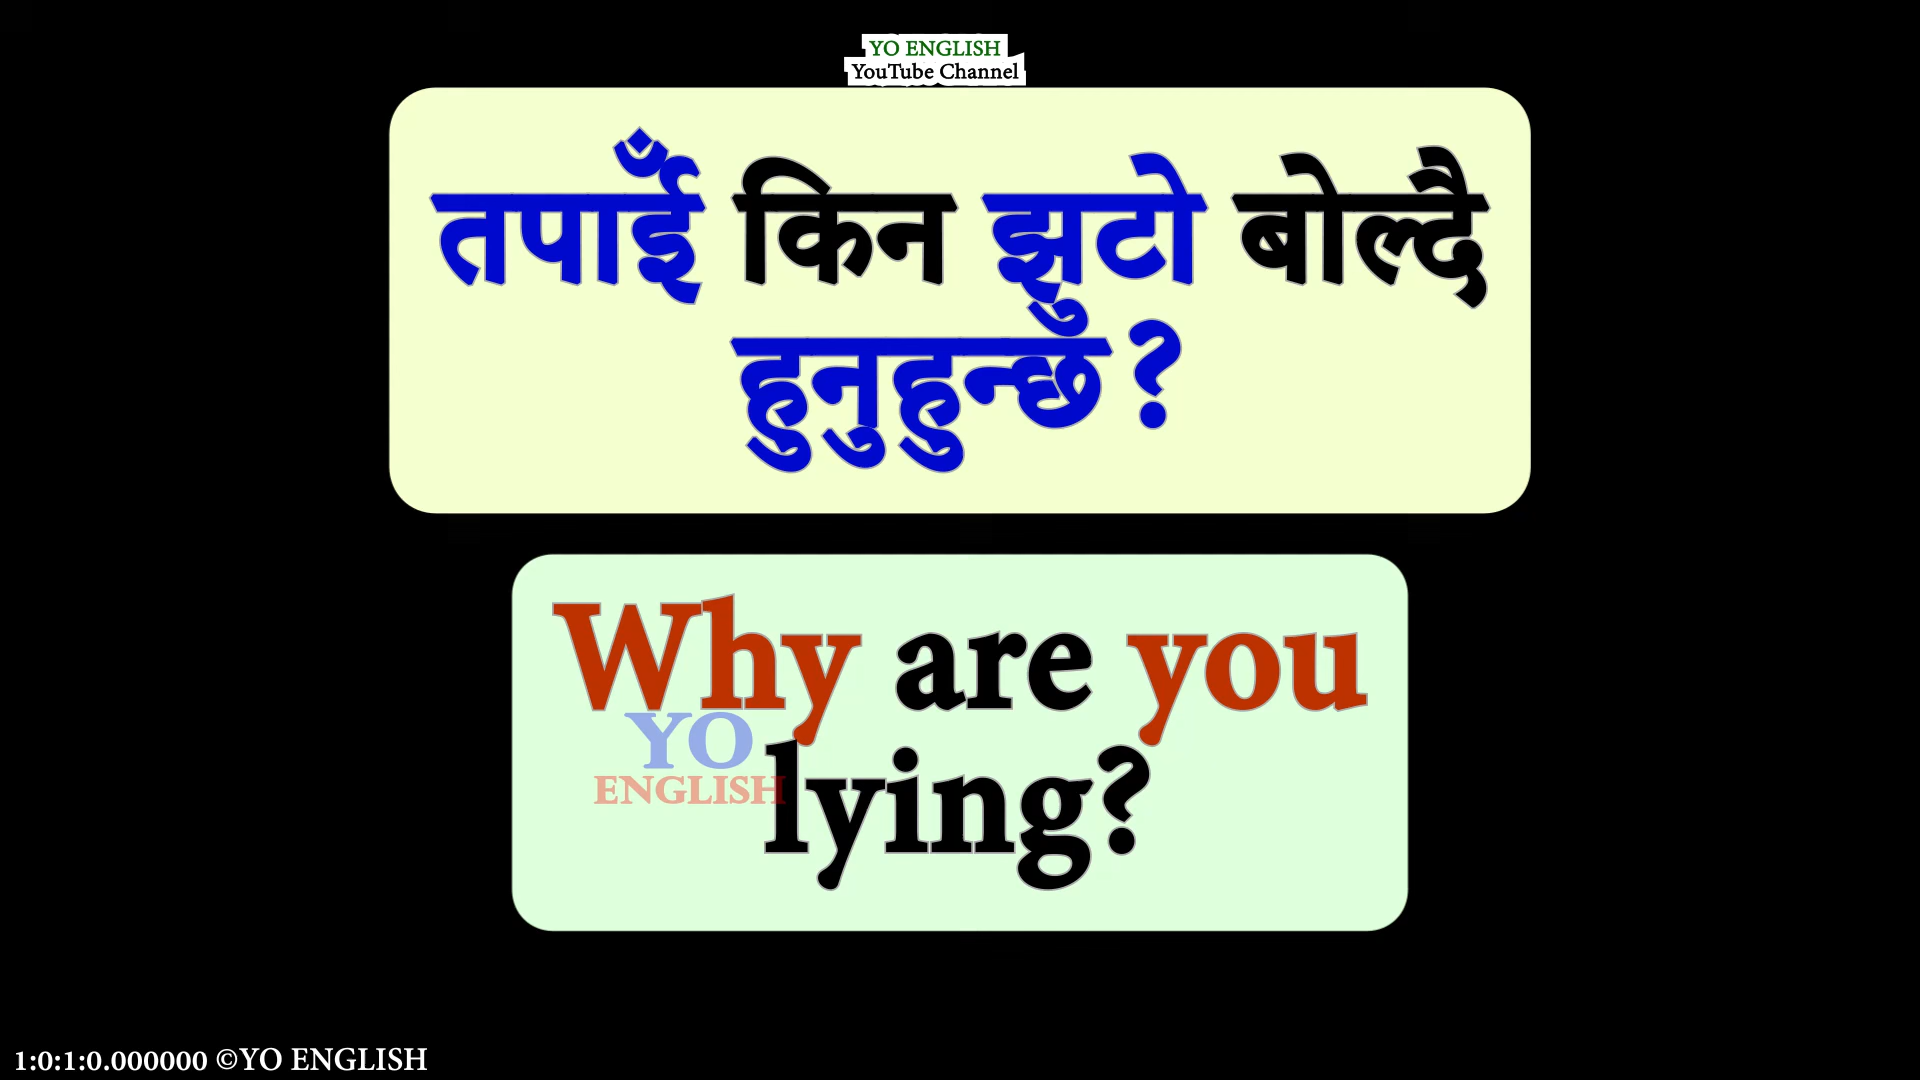 YO ENGLISH
YouTube Channel
तपाईँ किन झुटो बोल्दै
हुनुहुन्छ?
Why are you
lying?
YO
ENGLISH
1:0:1:0.000000 ©YO ENGLISH